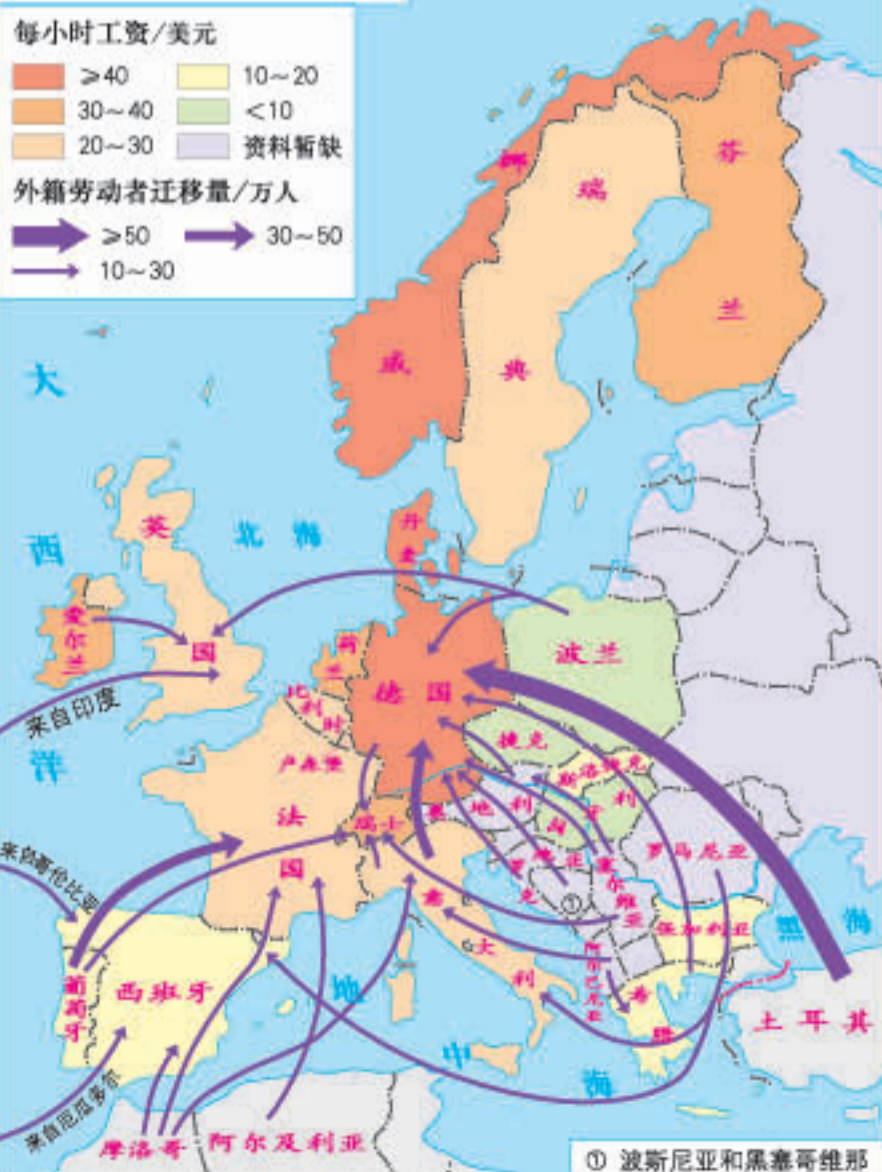 每小时工资/美元
≥40
10～20
30～40
<10
20～30
资料暂缺
外籍劳动者迁移量/万人
≥50
30～50
10～30
挪威
瑞典
芬兰
大西洋
北海
英国
爱尔兰
丹麦
荷兰
比利时
卢森堡
德国
波兰
捷克
斯洛伐克
奥地利
匈牙利
法国
瑞士
罗马尼亚
克罗地亚
塞尔维亚
①
保加利亚
黑海
意大利
阿尔巴尼亚
希腊
土耳其
葡萄牙
西班牙
地中海
摩洛哥
阿尔及利亚
来自印度
来自哥伦比亚
来自厄瓜多尔
① 波斯尼亚和黑塞哥维那